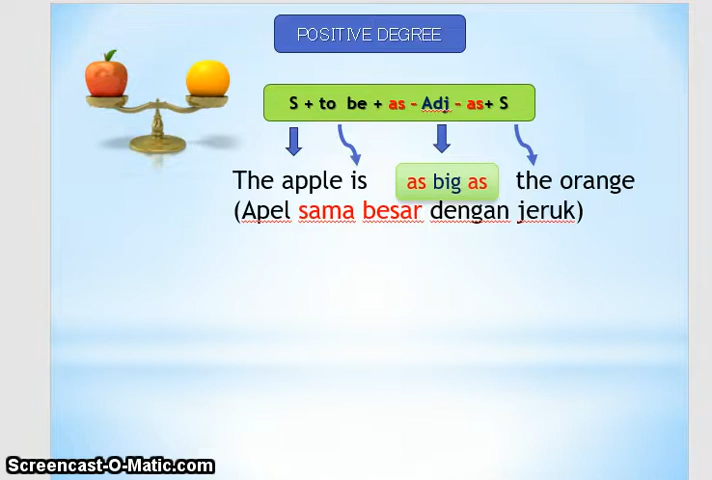 POSITIVE DEGREE
S + to be + as - Adj - as+ S
The apple is as big as the orange
(Apel sama besar dengan jeruk)
Screencast-O-Matic.com